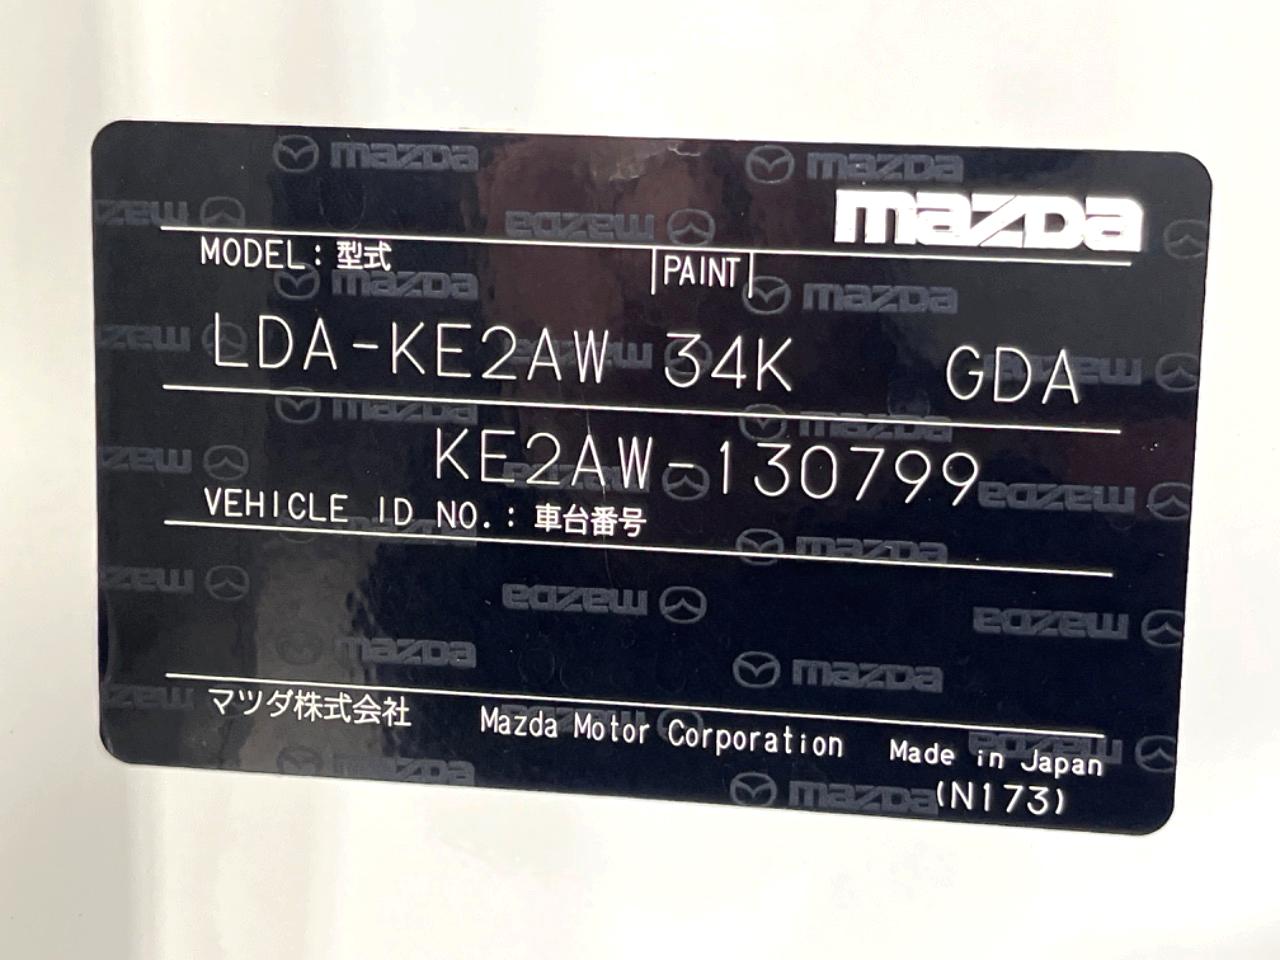 mazda
MODEL: 型式 PAINT
LDA-KE2AW 34K GDA
KE2AW-130799
VEHICLE ID NO.: 車台番号
マツダ株式会社 Mazda Motor Corporation Made in Japan
(N173)